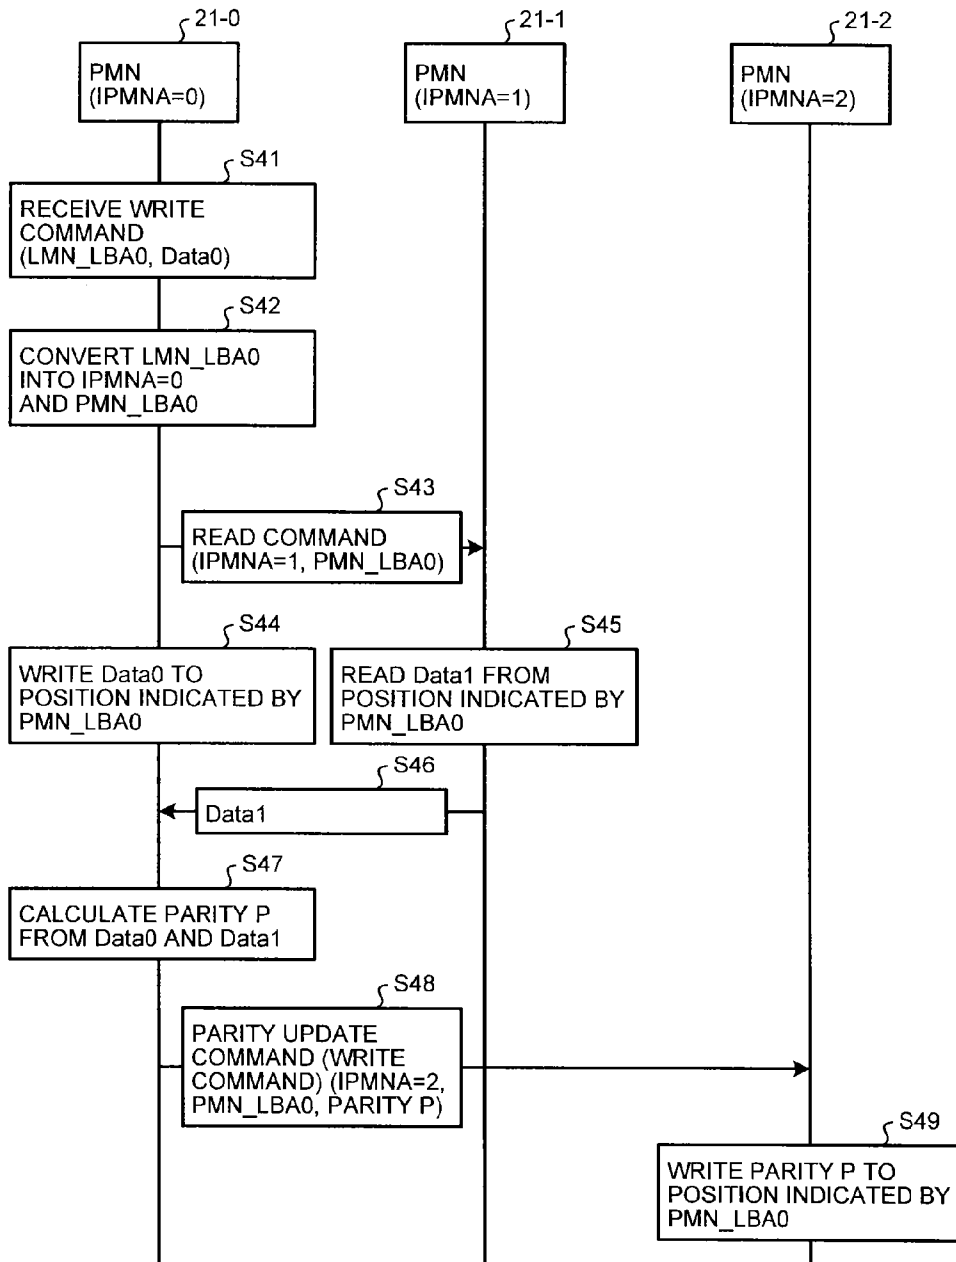 21-0
21-1
21-2
PMN
(IPMNA=0)
PMN
(IPMNA=1)
PMN
(IPMNA=2)
S41
RECEIVE WRITE
COMMAND
(LMN_LBA0, Data0)
S42
CONVERT LMN_LBA0
INTO IPMNA=0
AND PMN_LBA0
S43
READ COMMAND
(IPMNA=1, PMN_LBA0)
S44
WRITE Data0 TO
POSITION INDICATED BY
PMN_LBA0
S45
READ Data1 FROM
POSITION INDICATED BY
PMN_LBA0
S46
Data1
S47
CALCULATE PARITY P
FROM Data0 AND Data1
S48
PARITY UPDATE
COMMAND (WRITE
COMMAND) (IPMNA=2,
PMN_LBA0, PARITY P)
S49
WRITE PARITY P TO
POSITION INDICATED BY
PMN_LBA0